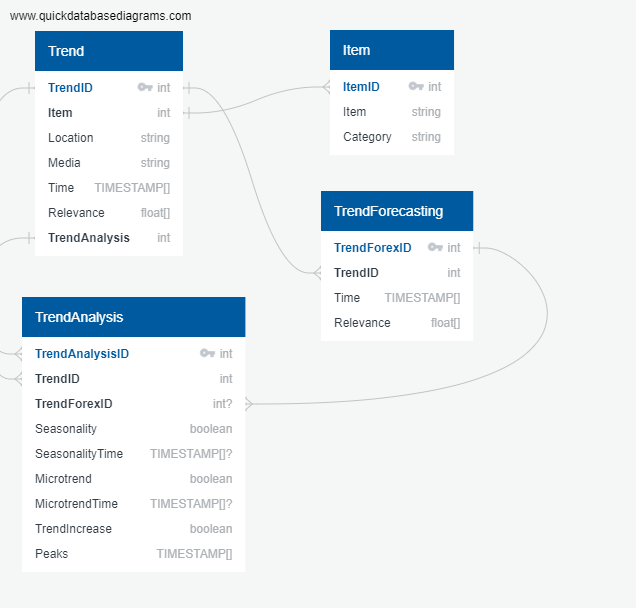 www.quickdatabasediagrams.com
Trend
TrendID int
Item int
Location string
Media string
Time TIMESTAMP[]
Relevance float[]
TrendAnalysis int
Item
ItemID int
Item string
Category string
TrendForecasting
TrendForexID int
TrendID int
Time TIMESTAMP[]
Relevance float[]
TrendAnalysis
TrendAnalysisID int
TrendID int
TrendForexID int?
Seasonality boolean
SeasonalityTime TIMESTAMP[]?
Microtrend boolean
MicrotrendTime TIMESTAMP[]?
TrendIncrease boolean
Peaks TIMESTAMP[]